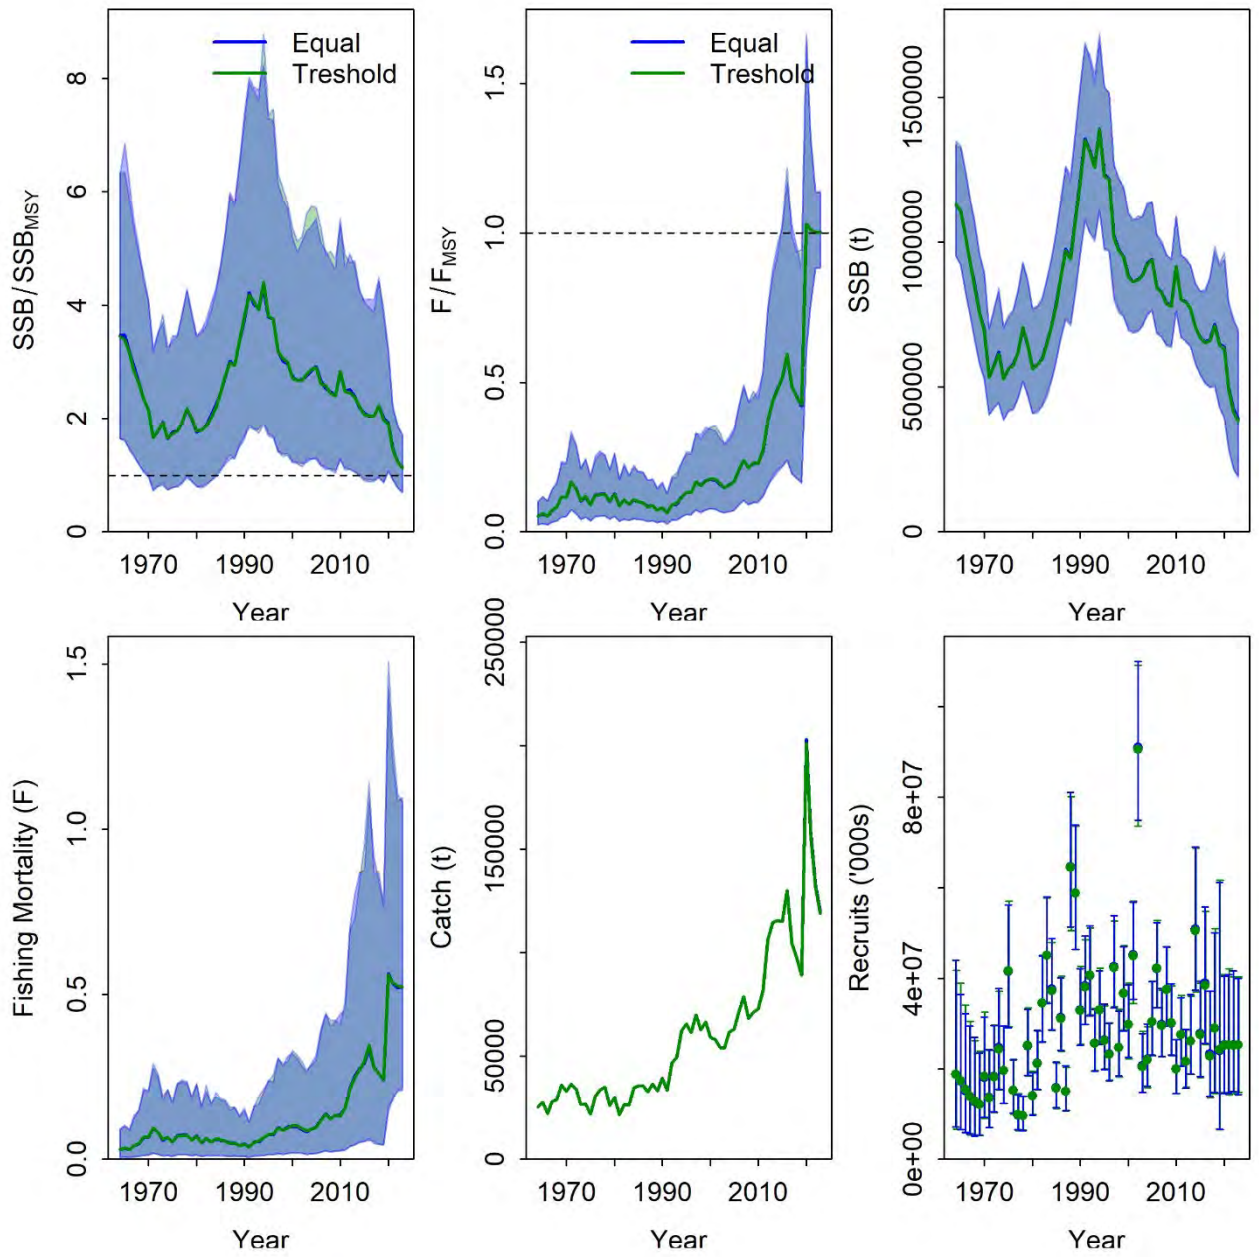 SSB/SSBMSY
8
6
4
2
0
Equal
Treshold
1970
1990
2010
Year
F/FMSY
1.5
1.0
0.5
0.0
Equal
Treshold
1970
1990
2010
Year
SSB (t)
1500000
1000000
500000
0
1970
1990
2010
Year
Fishing Mortality (F)
1.5
1.0
0.5
0.0
1970
1990
2010
Year
Catch (t)
250000
150000
50000
0
1970
1990
2010
Year
Recruits ('000s)
8e+07
4e+07
0e+00
1970
1990
2010
Year